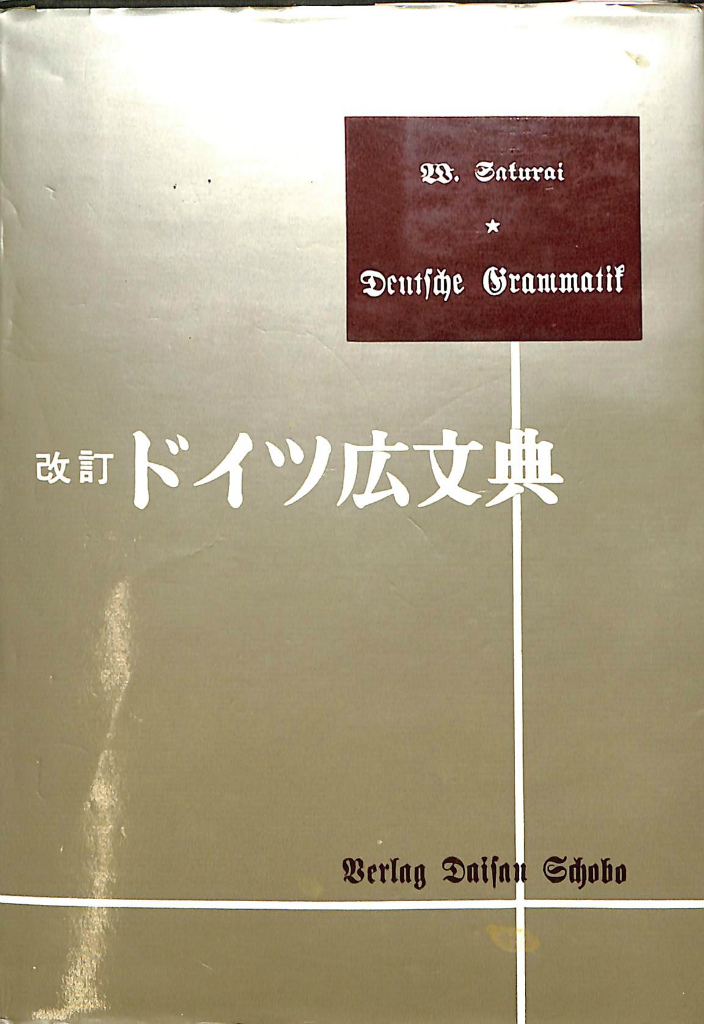 W. Sakurai
★
Deutsche Grammatik
改訂 ドイツ広文典
Verlag Daisan Schobo